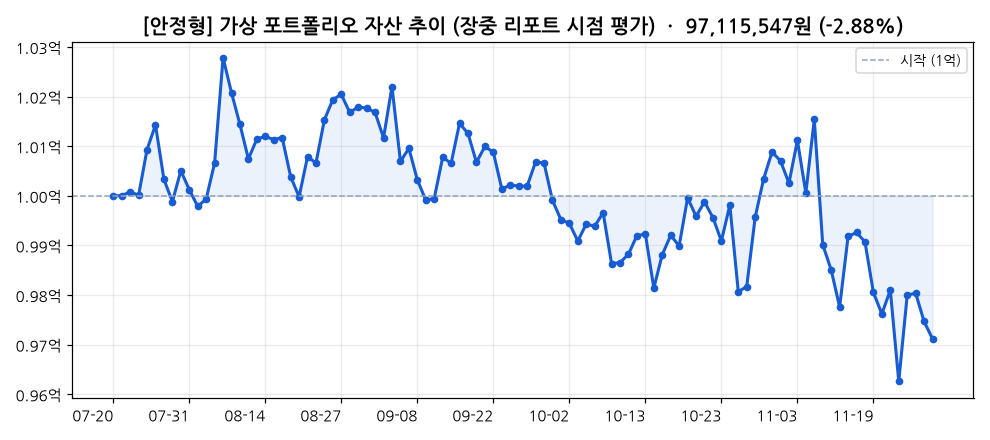 [안정형] 가상 포트폴리오 자산 추이 (장중 리포트 시점 평가) · 97,115,547원 (-2.88%)
시작 (1억)
1.03억
1.02억
1.01억
1.00억
0.99억
0.98억
0.97억
0.96억
07-20 07-31 08-14 08-27 09-08 09-22 10-02 10-13 10-23 11-03 11-19